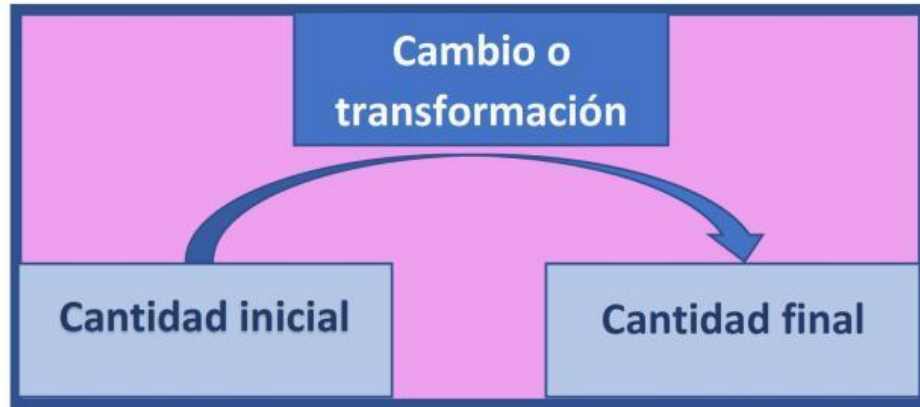 Cambio o
transformación
Cantidad inicial
Cantidad final